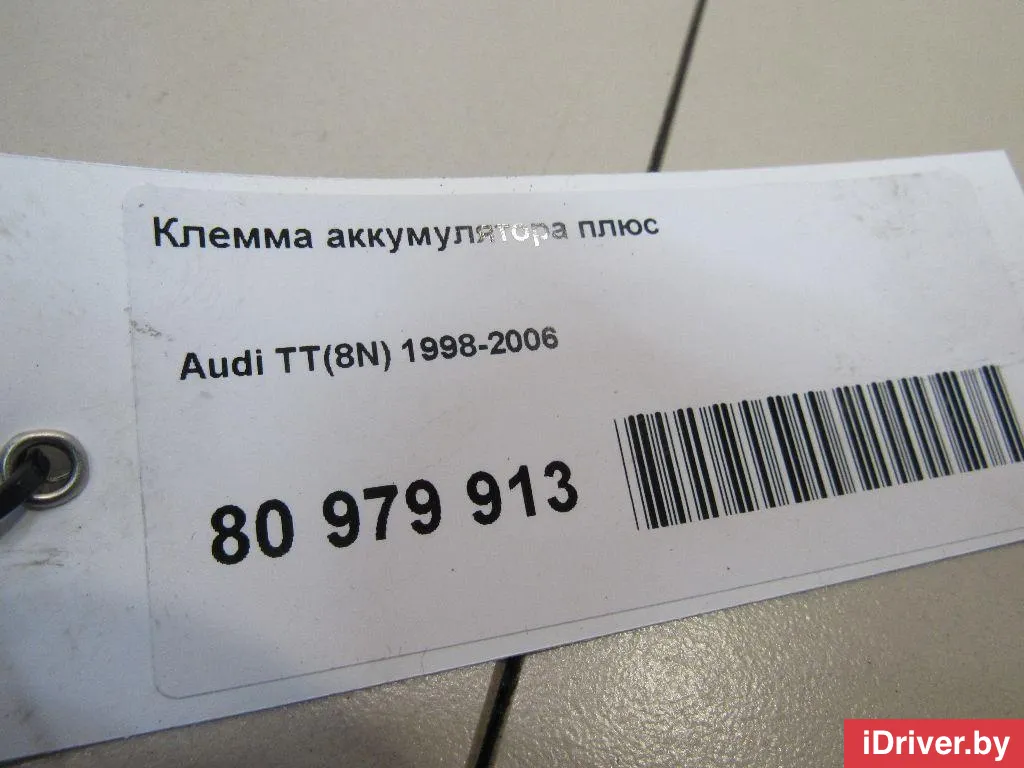 Клемма аккумулятора плюс
Audi TT(8N) 1998-2006
80 979 913
iDriver.by